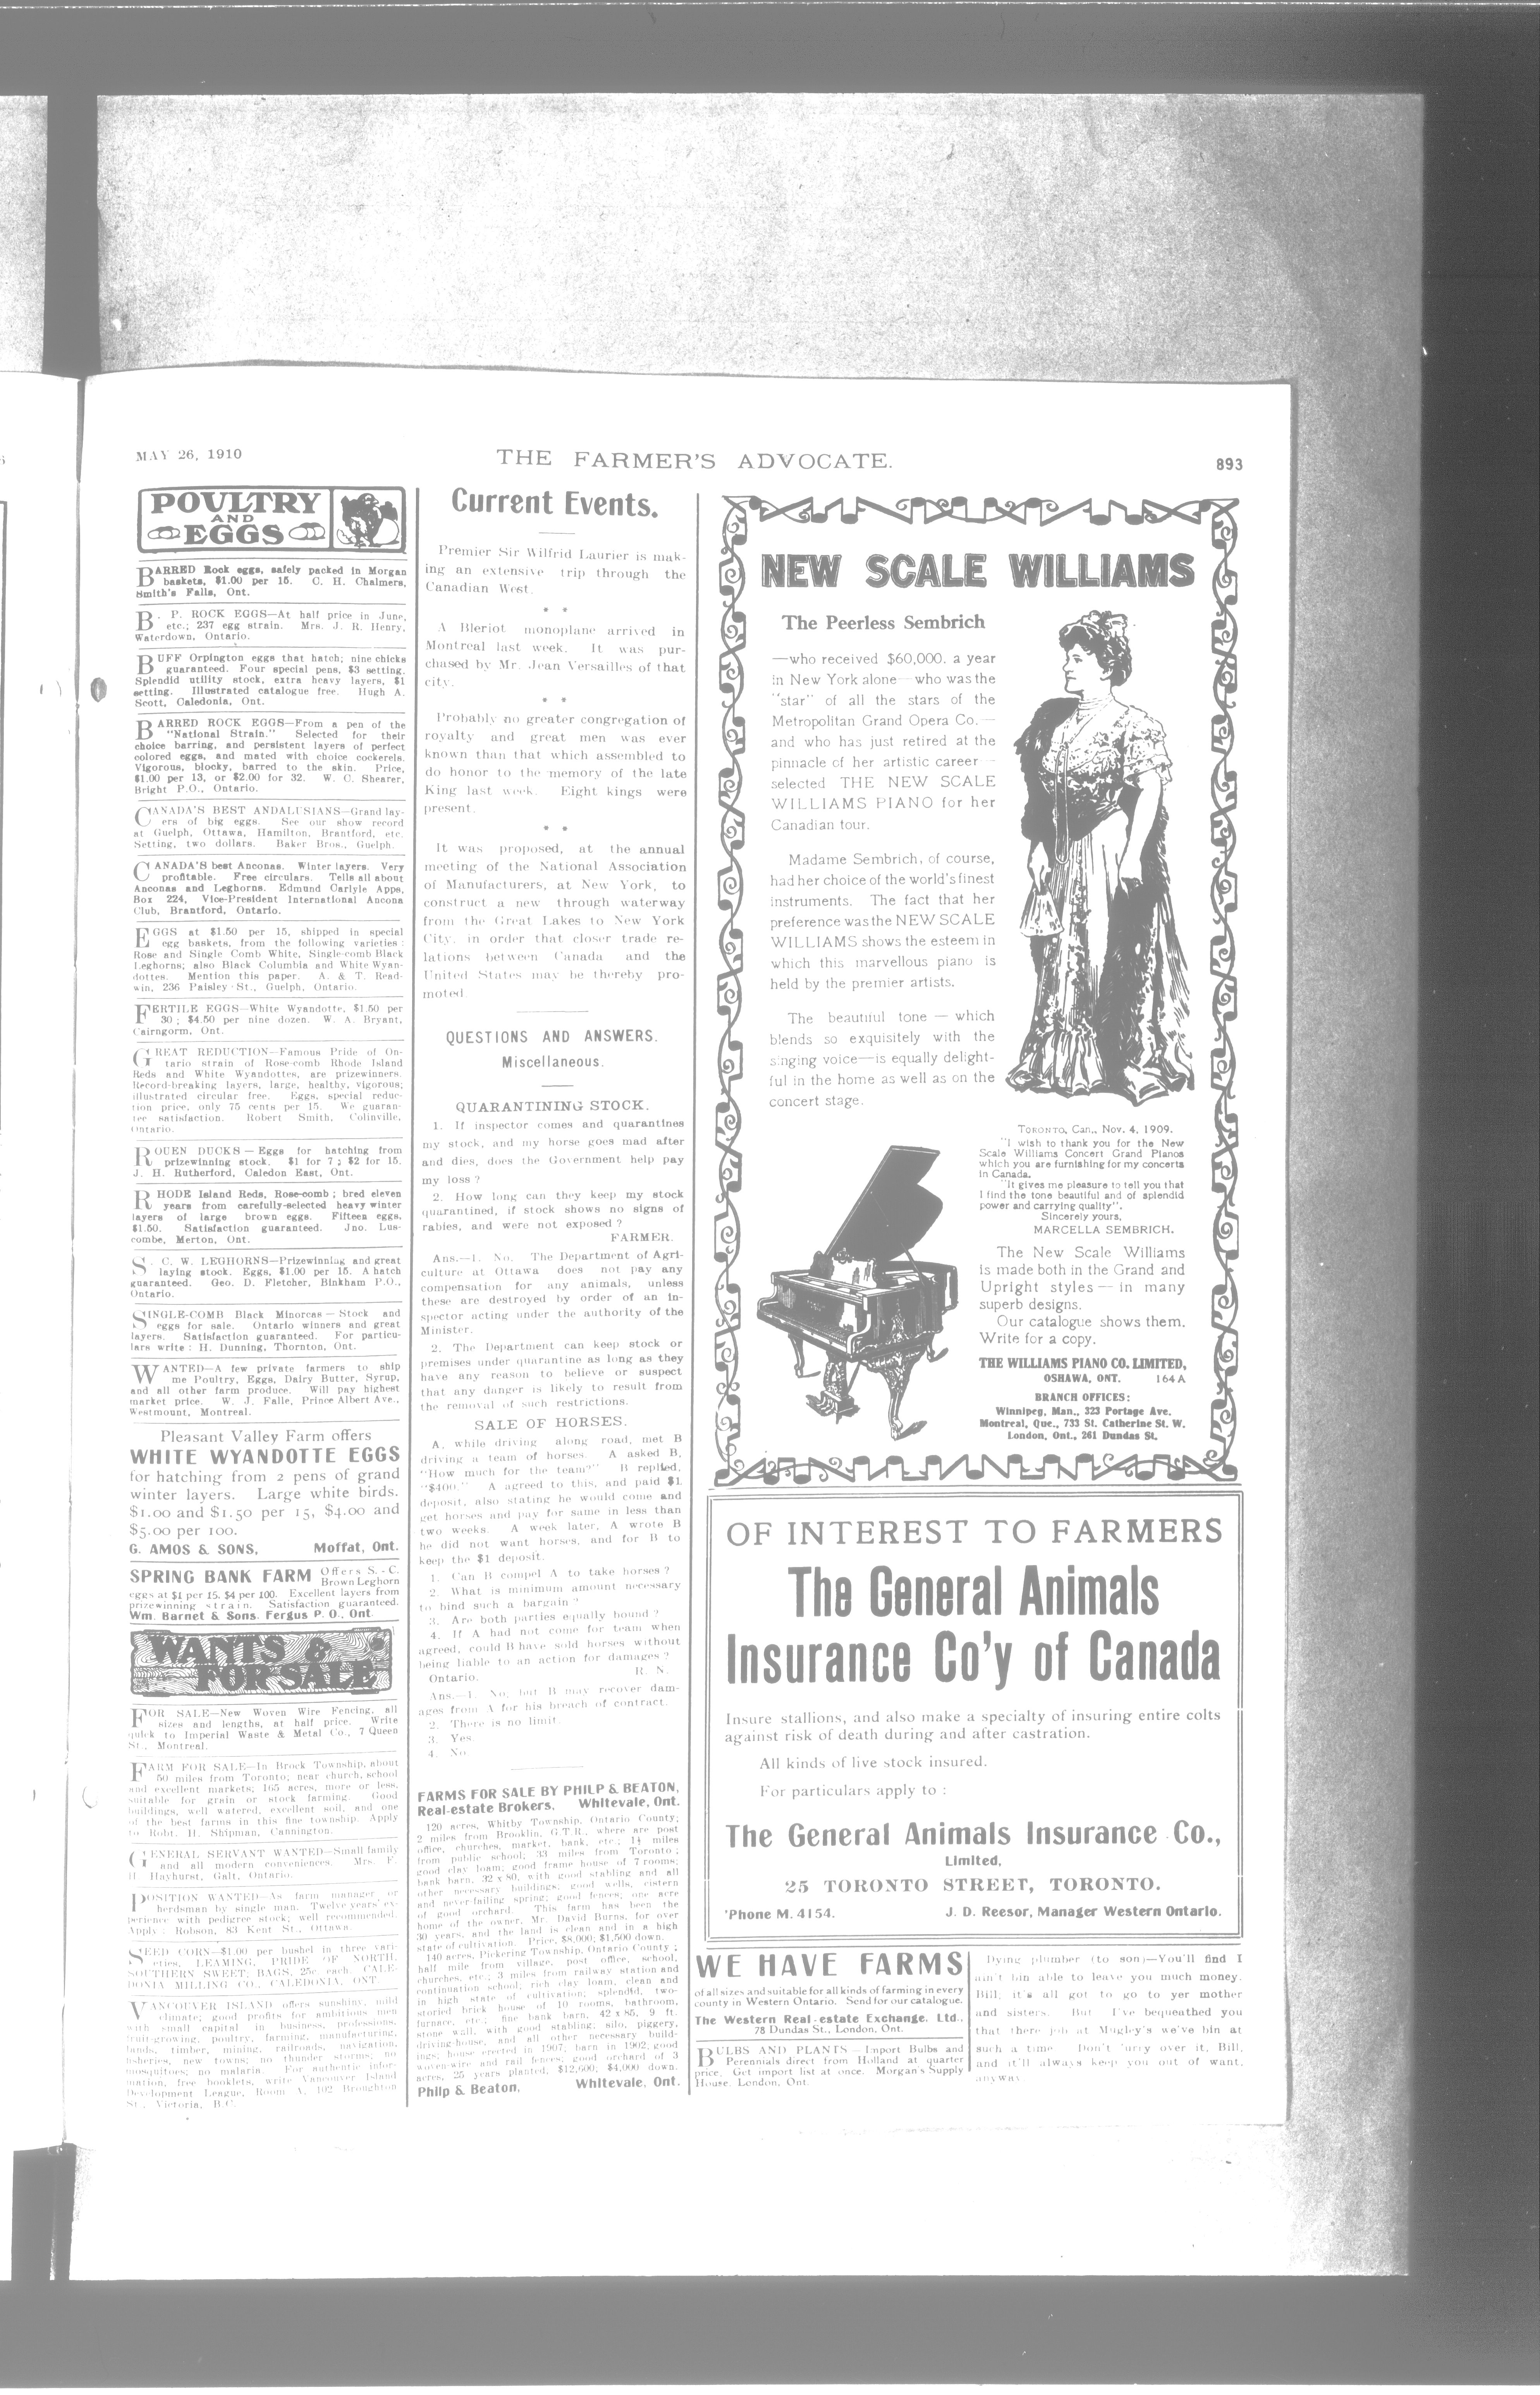 MAY 26, 1910
THE FARMER'S ADVOCATE.
893
POULTRY
AND
EGGS
BARRED Rock eggs, safely packed in Morgan
baskets, $1.00 per 15. C. H. Chalmers,
Smith's Falls, Ont.
B. P. ROCK EGGS—At half price in June,
etc.; 237 egg strain. Mrs. J. R. Henry,
Waterdown, Ontario.
BUFF Orpington eggs that hatch; nine chicks
guaranteed. Four special pens, $3 setting.
Splendid utility stock, extra heavy layers, $1
setting. Illustrated catalogue free. Hugh A.
Scott, Caledonia, Ont.
BARRED ROCK EGGS—From a pen of the
"National Strain." Selected for their
choice barring, and persistent layers of perfect
colored eggs, and mated with choice cockerels.
Vigorous, blocky, barred to the skin. Price,
$1.00 per 13, or $2.00 for 32. W. C. Shearer,
Bright P.O., Ontario.
CANADA'S BEST ANDALUSIANS—Grand lay-
ers of big eggs. See our show record
at Guelph, Ottawa, Hamilton, Brantford, etc.
Setting, two dollars. Baker Bros., Guelph.
CANADA'S best Anconas. Winter layers. Very
profitable. Free circulars. Tells all about
Anconas and Leghorns. Edmund Carlyle Apps,
Box 224, Vice-President International Ancona
Club, Brantford, Ontario.
EGGS at $1.50 per 15, shipped in special
egg baskets, from the following varieties:
Rose and Single Comb White, Single-comb Black
Leghorns; also Black Columbia and White Wyan-
dottes. Mention this paper. A. & T. Read-
win, 236 Paisley St., Guelph, Ontario.
FERTILE EGGS—White Wyandotte, $1.50 per
30; $4.50 per nine dozen. W. A. Bryant,
Cairngorm, Ont.
GREAT REDUCTION—Famous Pride of On-
tario strain of Rose-comb Rhode Island
Reds and White Wyandottes, are prizewinners.
Record-breaking layers, large, healthy, vigorous;
illustrated circular free. Eggs, special reduc-
tion price, only 75 cents per 15. We guaran-
tee satisfaction. Robert Smith, Colinville,
Ontario.
ROUEN DUCKS — Eggs for hatching from
prizewinning stock. $1 for 7; $2 for 15.
J. H. Rutherford, Caledon East, Ont.
RHODE Island Reds, Rose-comb; bred eleven
years from carefully-selected heavy winter
layers of large brown eggs. Fifteen eggs,
$1.50. Satisfaction guaranteed. Jno. Lus-
combe, Merton, Ont.
S. C. W. LEGHORNS—Prizewinning and great
laying stock. Eggs, $1.00 per 15. A hatch
guaranteed. Geo. D. Fletcher, Binkham P.O.,
Ontario.
SINGLE-COMB Black Minorcas — Stock and
eggs for sale. Ontario winners and great
layers. Satisfaction guaranteed. For particu-
lars write: H. Dunning, Thornton, Ont.
WANTED—A few private farmers to ship
me Poultry, Eggs, Dairy Butter, Syrup,
and all other farm produce. Will pay highest
market price. W. J. Falle, Prince Albert Ave.,
Westmount, Montreal.
Pleasant Valley Farm offers
WHITE WYANDOTTE EGGS
for hatching from 2 pens of grand
winter layers. Large white birds.
$1.00 and $1.50 per 15, $4.00 and
$5.00 per 100.
G. AMOS & SONS, Moffat, Ont.
SPRING BANK FARM Offers S.-C.
Brown Leghorn
eggs at $1 per 15, $4 per 100. Excellent layers from
prizewinning strain. Satisfaction guaranteed.
Wm. Barnet & Sons, Fergus P. O., Ont.
WANTS &
FOR SALE
FOR SALE—New Woven Wire Fencing, all
sizes and lengths, at half price. Write
quick to Imperial Waste & Metal Co., 7 Queen
St., Montreal.
FARM FOR SALE—In Brock Township, about
50 miles from Toronto; near church, school
and excellent markets; 165 acres, more or less,
suitable for grain or stock farming. Good
buildings, well watered, excellent soil, and one
of the best farms in this fine township. Apply
to Robt. H. Shipman, Cannington.
GENERAL SERVANT WANTED—Small family
and all modern conveniences. Mrs. F.
H. Hayhurst, Galt, Ontario.
POSITION WANTED—As farm manager or
herdsman by single man. Twelve years' ex-
perience with pedigree stock; well recommended.
Apply: Robson, 83 Kent St., Ottawa.
SEED CORN—$1.00 per bushel in three vari-
eties, LEAMING, PRIDE OF NORTH,
SOUTHERN SWEET; BAGS, 25c. each. CALE-
DONIA MILLING CO., CALEDONIA, ONT.
VANCOUVER ISLAND offers sunshiny, mild
climate; good profits for ambitious men
with small capital in business, professions,
fruit-growing, poultry, farming, manufacturing,
lands, timber, mining, railroads, navigation,
fisheries, new towns; no thunder storms; no
mosquitoes; no malaria. For authentic infor-
mation, free booklets, write Vancouver Island
Development League, Room A, 102 Broughton
St., Victoria, B.C.
Current Events.
Premier Sir Wilfrid Laurier is mak-
ing an extensive trip through the
Canadian West.
* *
A Bleriot monoplane arrived in
Montreal last week. It was pur-
chased by Mr. Jean Versailles of that
city.
* *
Probably no greater congregation of
royalty and great men was ever
known than that which assembled to
do honor to the memory of the late
King last week. Eight kings were
present.
* *
It was proposed, at the annual
meeting of the National Association
of Manufacturers, at New York, to
construct a new through waterway
from the Great Lakes to New York
City, in order that closer trade re-
lations between Canada and the
United States may be thereby pro-
moted.
QUESTIONS AND ANSWERS.
Miscellaneous.
QUARANTINING STOCK.
1. If inspector comes and quarantines
my stock, and my horse goes mad after
and dies, does the Government help pay
my loss?
2. How long can they keep my stock
quarantined, if stock shows no signs of
rabies, and were not exposed?
FARMER.
Ans.—1. No. The Department of Agri-
culture at Ottawa does not pay any
compensation for any animals, unless
these are destroyed by order of an in-
spector acting under the authority of the
Minister.
2. The Department can keep stock or
premises under quarantine as long as they
have any reason to believe or suspect
that any danger is likely to result from
the removal of such restrictions.
SALE OF HORSES.
A, while driving along road, met B
driving a team of horses. A asked B,
"How much for the team?" B replied,
"$400." A agreed to this, and paid $1
deposit, also stating he would come and
get horses and pay for same in less than
two weeks. A week later, A wrote B
he did not want horses, and for B to
keep the $1 deposit.
1. Can B compel A to take horses?
2. What is minimum amount necessary
to bind such a bargain?
3. Are both parties equally bound?
4. If A had not come for team when
agreed, could B have sold horses without
being liable to an action for damages?
Ontario. R. N.
Ans.—1. No; but B may recover dam-
ages from A for his breach of contract.
2. There is no limit.
3. Yes.
4. No.
FARMS FOR SALE BY PHILP & BEATON,
Real-estate Brokers. Whitevale, Ont.
120 acres, Whitby Township, Ontario County;
2 miles from Brooklin, G.T.R., where are post
office, churches, market, bank, etc.; 1½ miles
from public school; 33 miles from Toronto;
good clay loam; good frame house of 7 rooms;
bank barn, 32 x 80, with good stabling and all
other necessary buildings; good wells, cistern
and never-failing spring; good fences; one acre
of good orchard. This farm has been the
home of the owner, Mr. David Burns, for over
30 years, and the land is clean and in a high
state of cultivation. Price, $8,000; $1,500 down.
140 acres, Pickering Township, Ontario County;
half mile from village, post office, school,
churches, etc.; 3 miles from railway station and
continuation school; rich clay loam, clean and
in high state of cultivation; splendid, two-
storied brick house of 10 rooms, bathroom,
furnace, etc.; fine bank barn, 42 x 85, 9 ft.
stone wall, with good stabling; silo, piggery,
driving-house, and all other necessary build-
ings; house erected in 1907; barn in 1902; good
woven-wire and rail fences; good orchard of 3
acres, 25 years planted, $12,600; $4,000 down.
Philp & Beaton, Whitevale, Ont.
NEW SCALE WILLIAMS
The Peerless Sembrich
—who received $60,000. a year
in New York alone—who was the
"star" of all the stars of the
Metropolitan Grand Opera Co.—
and who has just retired at the
pinnacle of her artistic career—
selected THE NEW SCALE
WILLIAMS PIANO for her
Canadian tour.
Madame Sembrich, of course,
had her choice of the world's finest
instruments. The fact that her
preference was the NEW SCALE
WILLIAMS shows the esteem in
which this marvellous piano is
held by the premier artists.
The beautiful tone — which
blends so exquisitely with the
singing voice—is equally delight-
ful in the home as well as on the
concert stage.
TORONTO, Can., Nov. 4, 1909.
"I wish to thank you for the New
Scale Williams Concert Grand Pianos
which you are furnishing for my concerts
in Canada.
"It gives me pleasure to tell you that
I find the tone beautiful and of splendid
power and carrying quality".
Sincerely yours,
MARCELLA SEMBRICH.
The New Scale Williams
is made both in the Grand and
Upright styles — in many
superb designs.
Our catalogue shows them.
Write for a copy.
THE WILLIAMS PIANO CO. LIMITED,
OSHAWA, ONT. 164 A
BRANCH OFFICES:
Winnipeg, Man., 323 Portage Ave.
Montreal, Que., 733 St. Catherine St. W.
London, Ont., 261 Dundas St.
OF INTEREST TO FARMERS
The General Animals
Insurance Co'y of Canada
Insure stallions, and also make a specialty of insuring entire colts
against risk of death during and after castration.
All kinds of live stock insured.
For particulars apply to:
The General Animals Insurance Co.,
Limited,
25 TORONTO STREET, TORONTO.
'Phone M. 4154. J. D. Reesor, Manager Western Ontario.
WE HAVE FARMS
of all sizes and suitable for all kinds of farming in every
county in Western Ontario. Send for our catalogue.
The Western Real-estate Exchange, Ltd.,
78 Dundas St., London, Ont.
BULBS AND PLANTS — Import Bulbs and
Perennials direct from Holland at quarter
price. Get import list at once. Morgan's Supply
House, London, Ont.
Dying plumber (to son)—You'll find I
ain't bin able to leave you much money,
Bill; it's all got to go to yer mother
and sisters. But I've bequeathed you
that there job at Mugley's we've bin at
such a time. Don't 'urry over it, Bill,
and it'll always keep you out of want,
anyway.